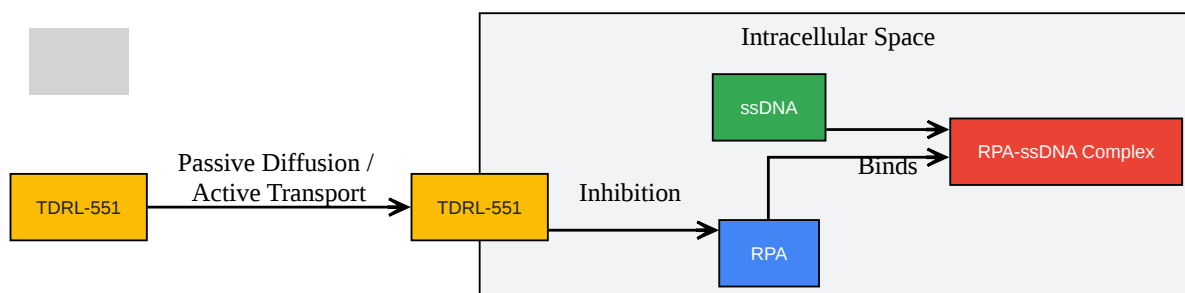 Intracellular Space
ssDNA
RPA-ssDNA Complex
Passive Diffusion /
Active Transport
Binds
TDRL-551
TDRL-551
Inhibition
RPA